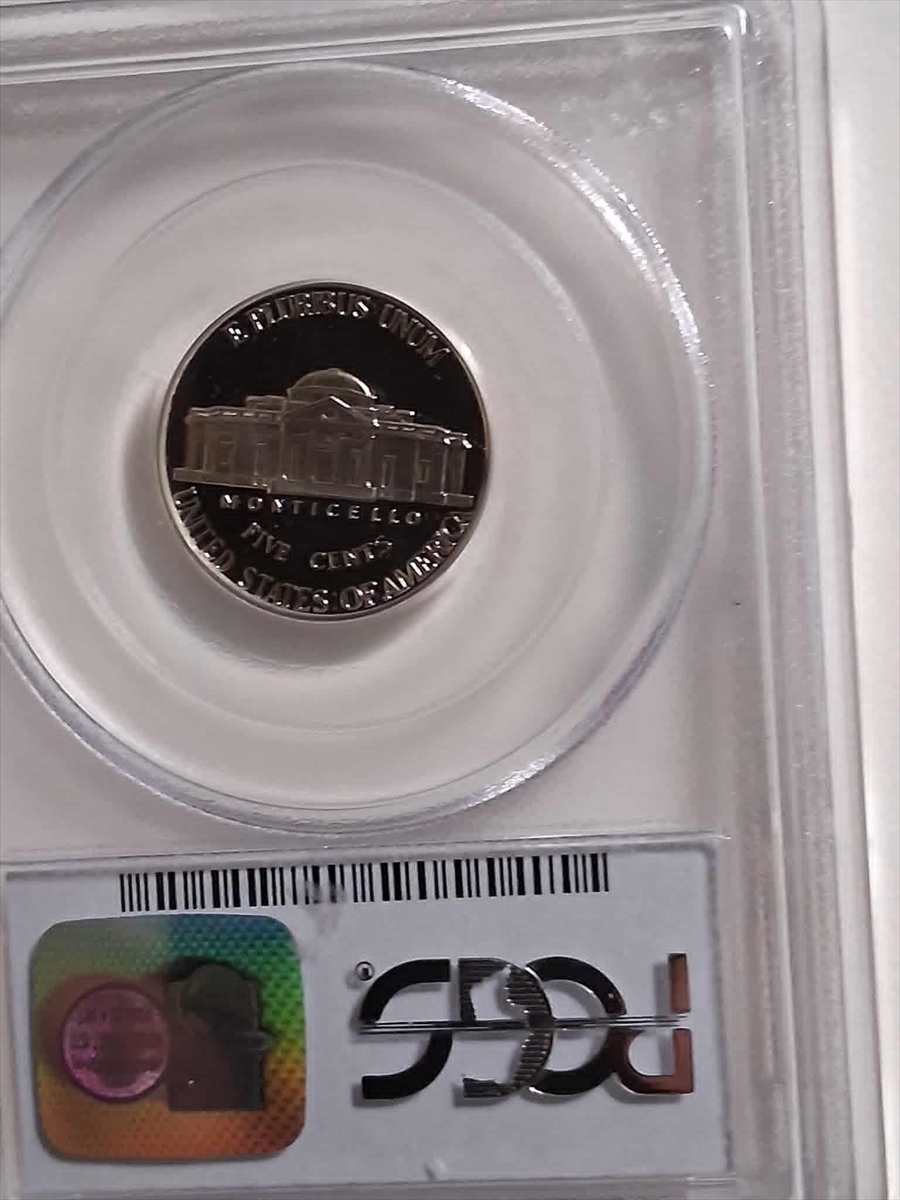 E PLURIBUS UNUM
MONTICELLO
FIVE CENTS
UNITED STATES OF AMERICA
PCGS ®